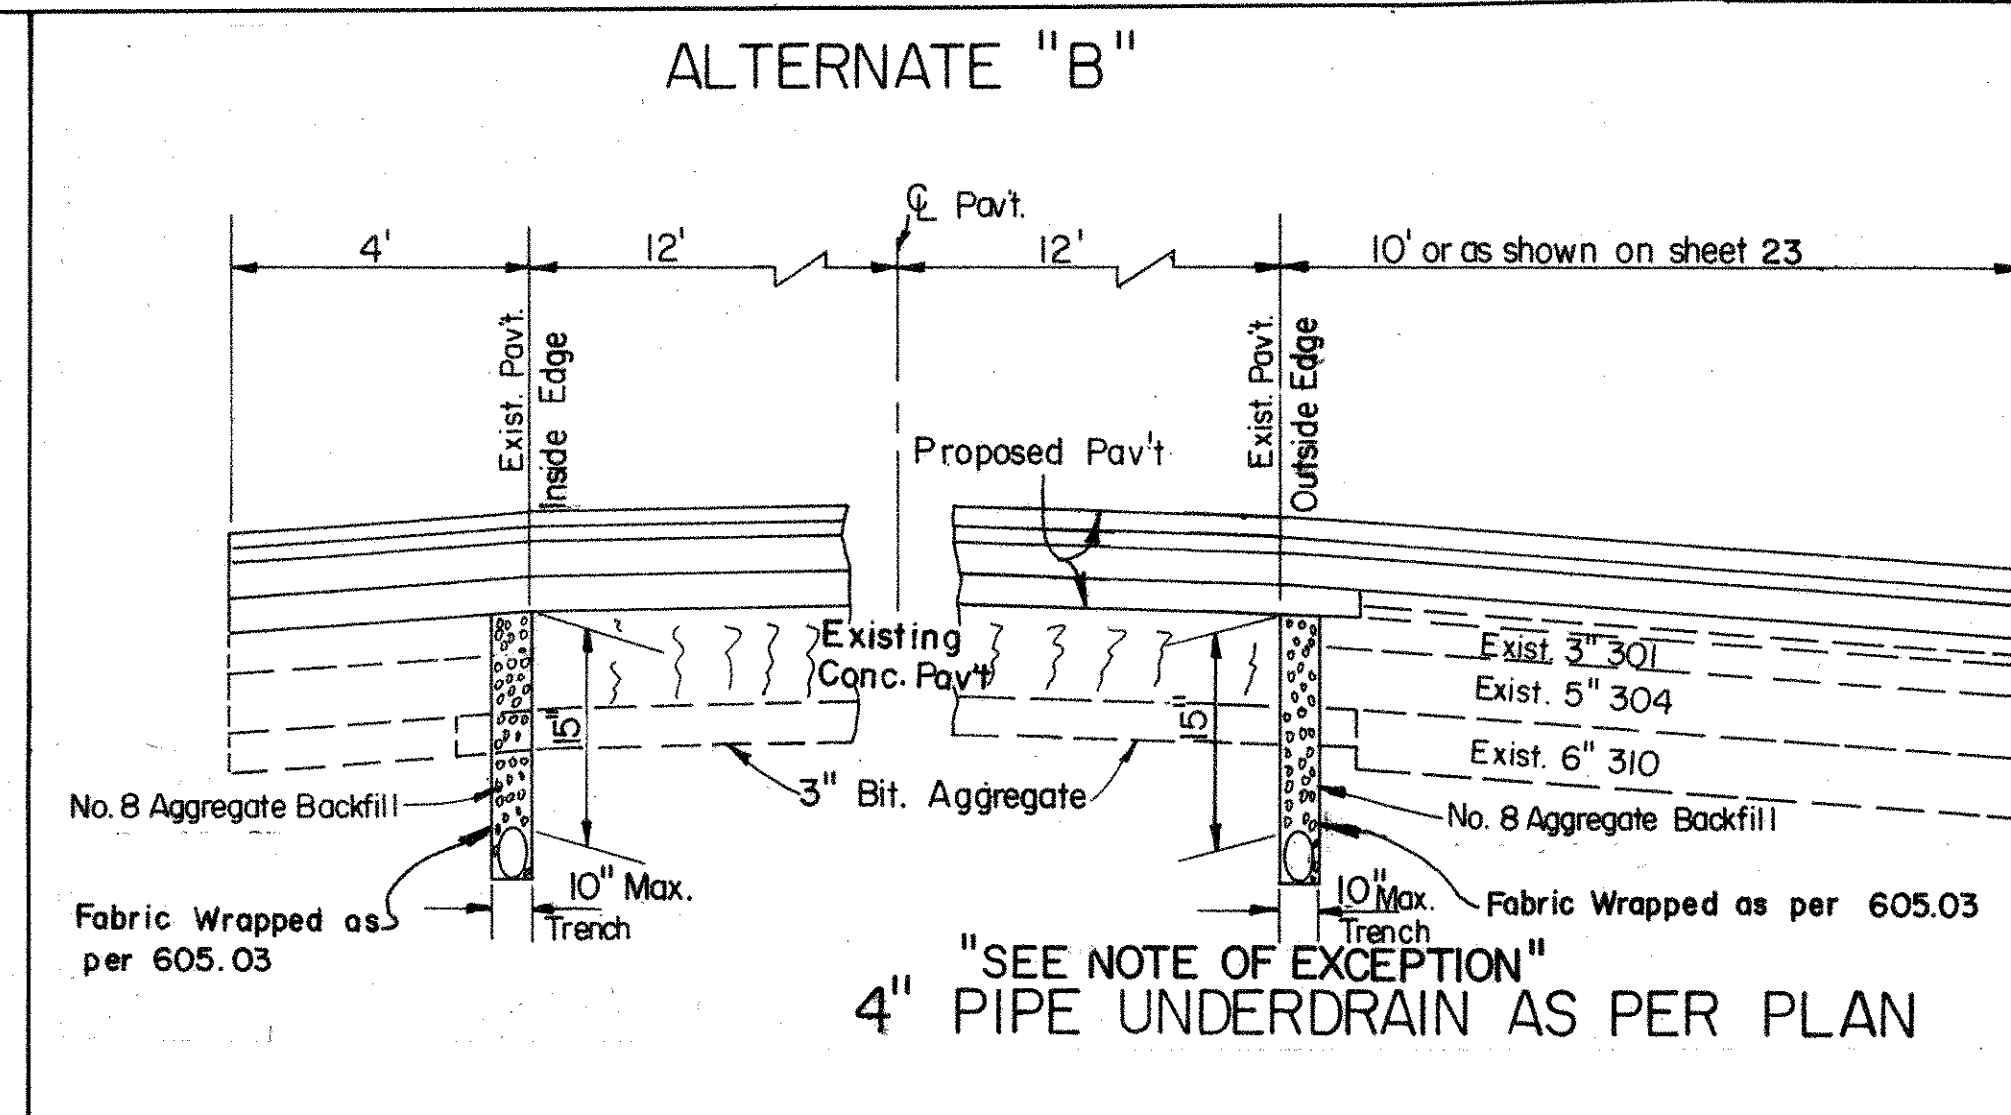 ALTERNATE "B"
℄ Pav't.
4'
12'
12'
10' or as shown on sheet 23
Exist. Pav't.
Inside Edge
Exist. Pav't.
Outside Edge
Proposed Pav't
Existing
Conc. Pav't
Exist. 3" 301
Exist. 5" 304
Exist. 6" 310
15"
15"
3" Bit. Aggregate
No. 8 Aggregate Backfill
No. 8 Aggregate Backfill
10" Max.
Trench
10" Max.
Trench
Fabric Wrapped as
per 605.03
Fabric Wrapped as per 605.03
"SEE NOTE OF EXCEPTION"
4" PIPE UNDERDRAIN AS PER PLAN